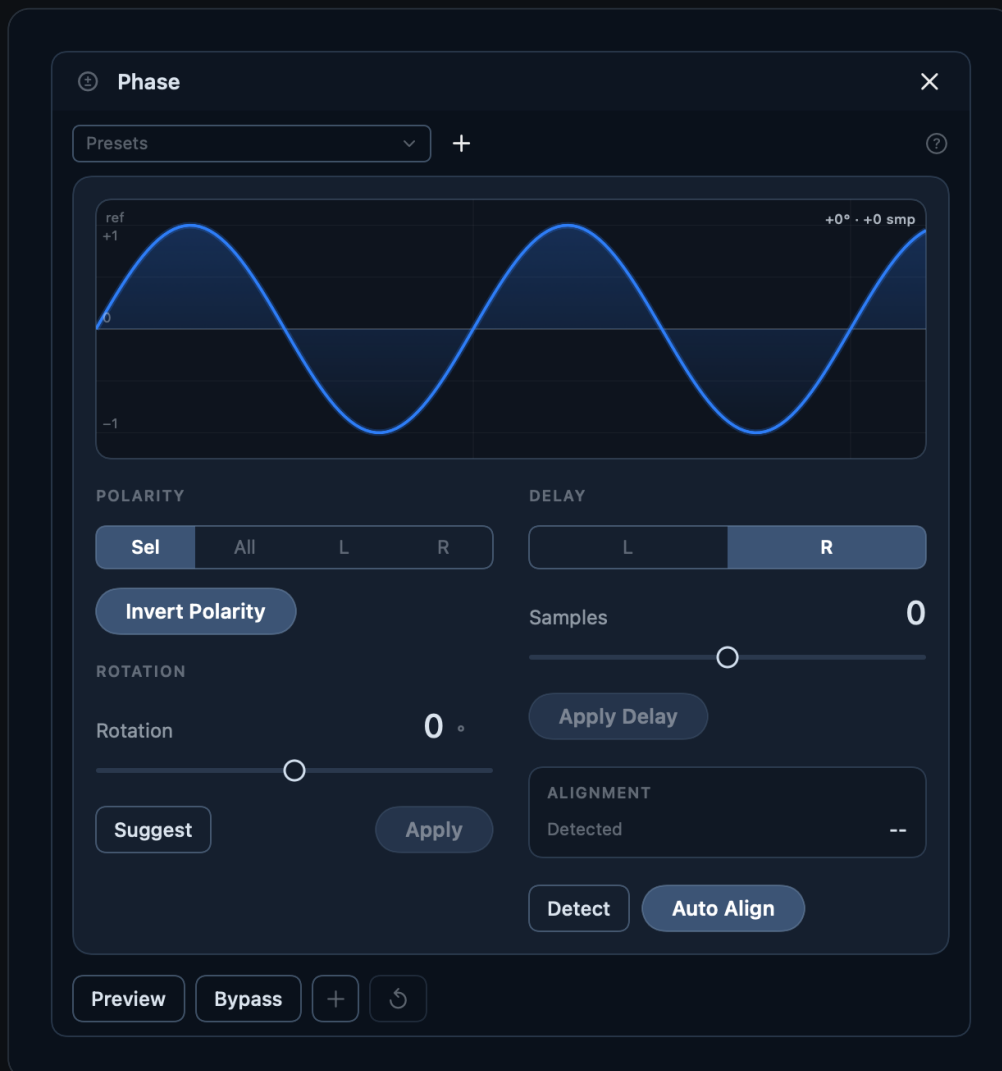 Phase
Presets
ref
+1
+0° · +0 smp
0
−1
POLARITY
Sel All L R
Invert Polarity
ROTATION
Rotation 0 °
Suggest Apply
DELAY
L R
Samples 0
Apply Delay
ALIGNMENT
Detected --
Detect Auto Align
Preview Bypass +